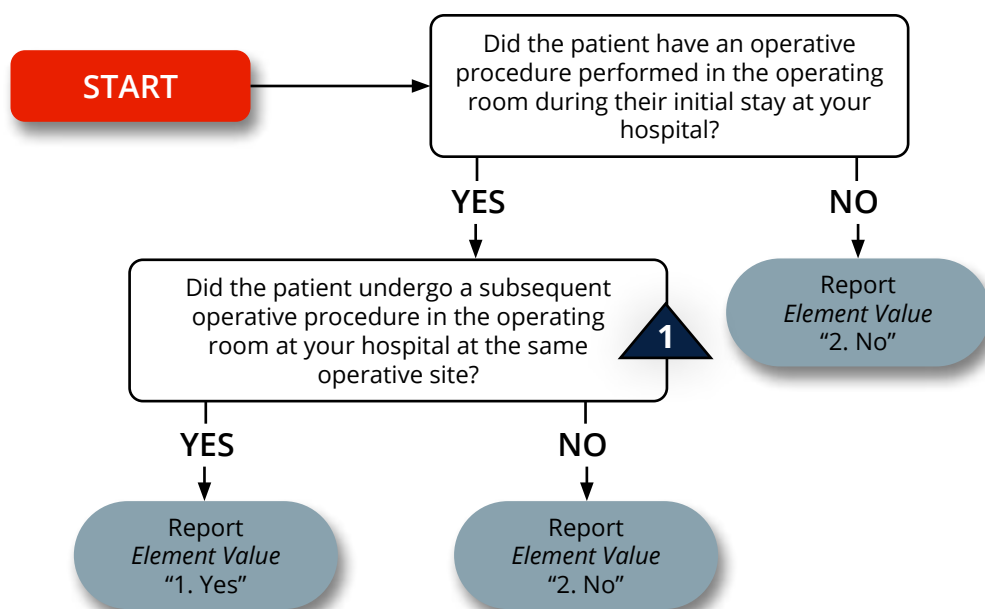 START
Did the patient have an operative
procedure performed in the operating
room during their initial stay at your
hospital?
YES
NO
Did the patient undergo a subsequent
operative procedure in the operating
room at your hospital at the same
operative site?
1
Report
Element Value
“2. No”
YES
NO
Report
Element Value
“1. Yes”
Report
Element Value
“2. No”